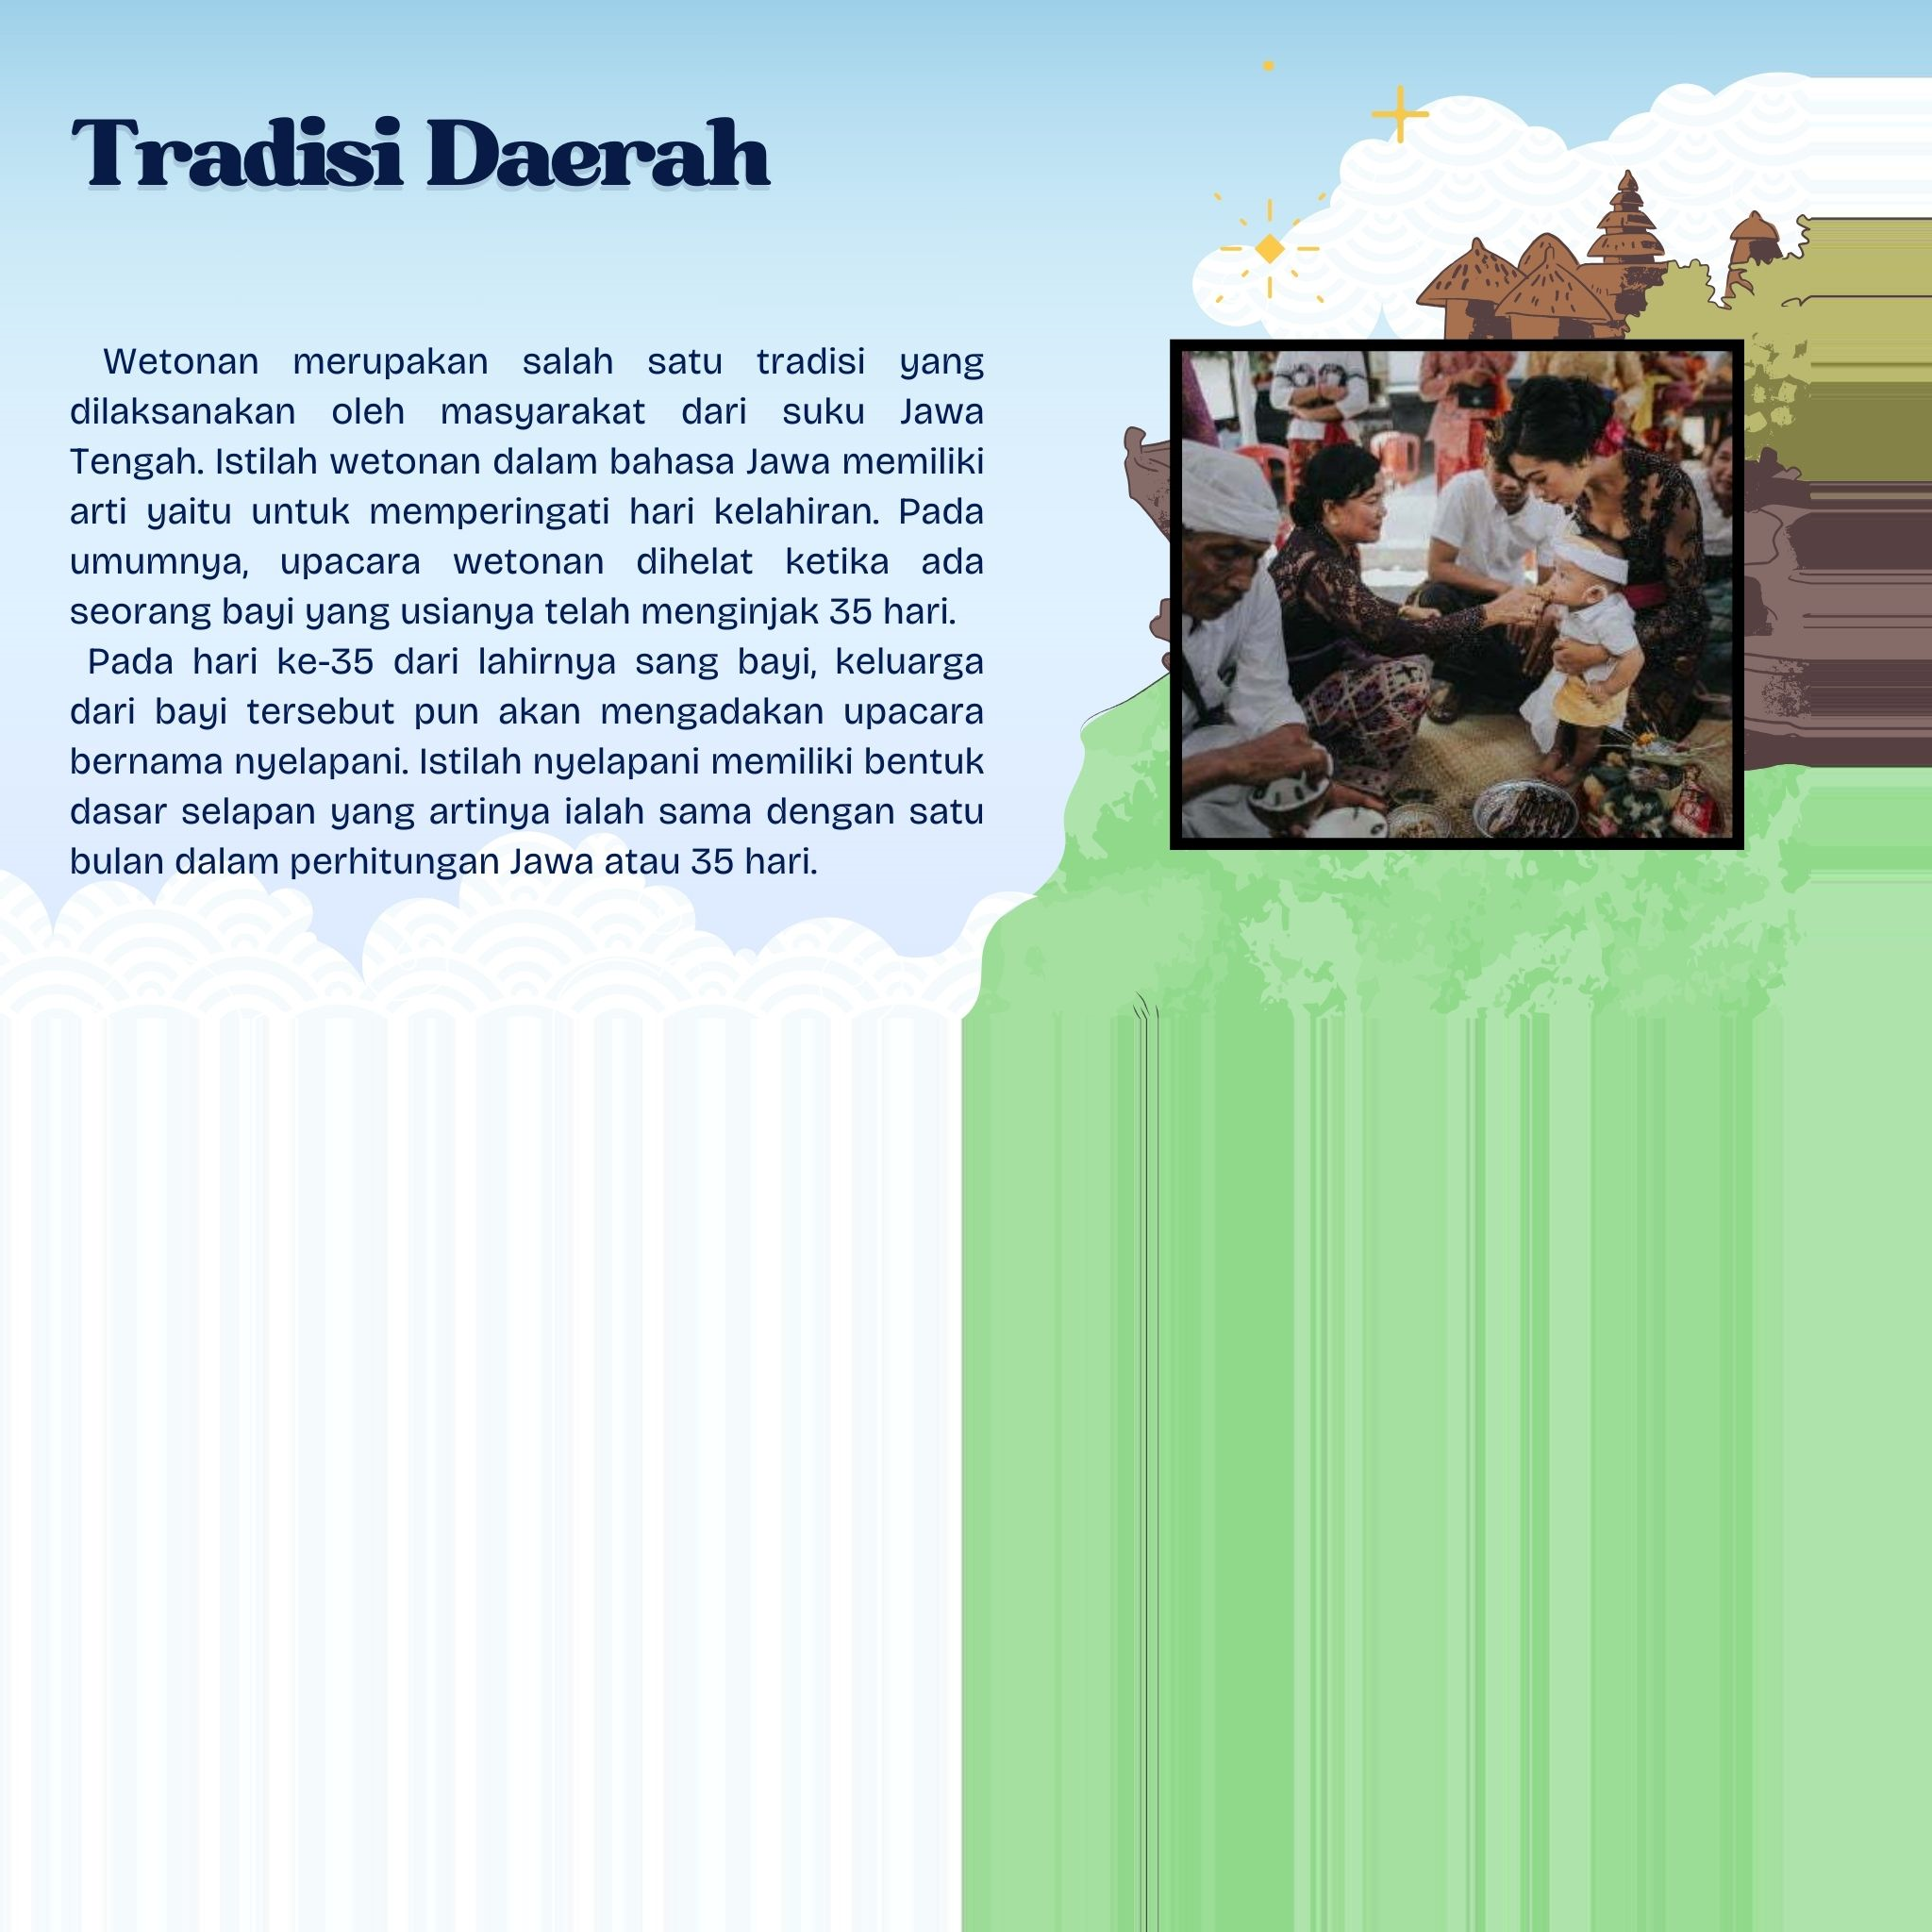 Tradisi Daerah
Wetonan merupakan salah satu tradisi yang
dilaksanakan oleh masyarakat dari suku Jawa
Tengah. Istilah wetonan dalam bahasa Jawa memiliki
arti yaitu untuk memperingati hari kelahiran. Pada
umumnya, upacara wetonan dihelat ketika ada
seorang bayi yang usianya telah menginjak 35 hari.
Pada hari ke-35 dari lahirnya sang bayi, keluarga
dari bayi tersebut pun akan mengadakan upacara
bernama nyelapani. Istilah nyelapani memiliki bentuk
dasar selapan yang artinya ialah sama dengan satu
bulan dalam perhitungan Jawa atau 35 hari.